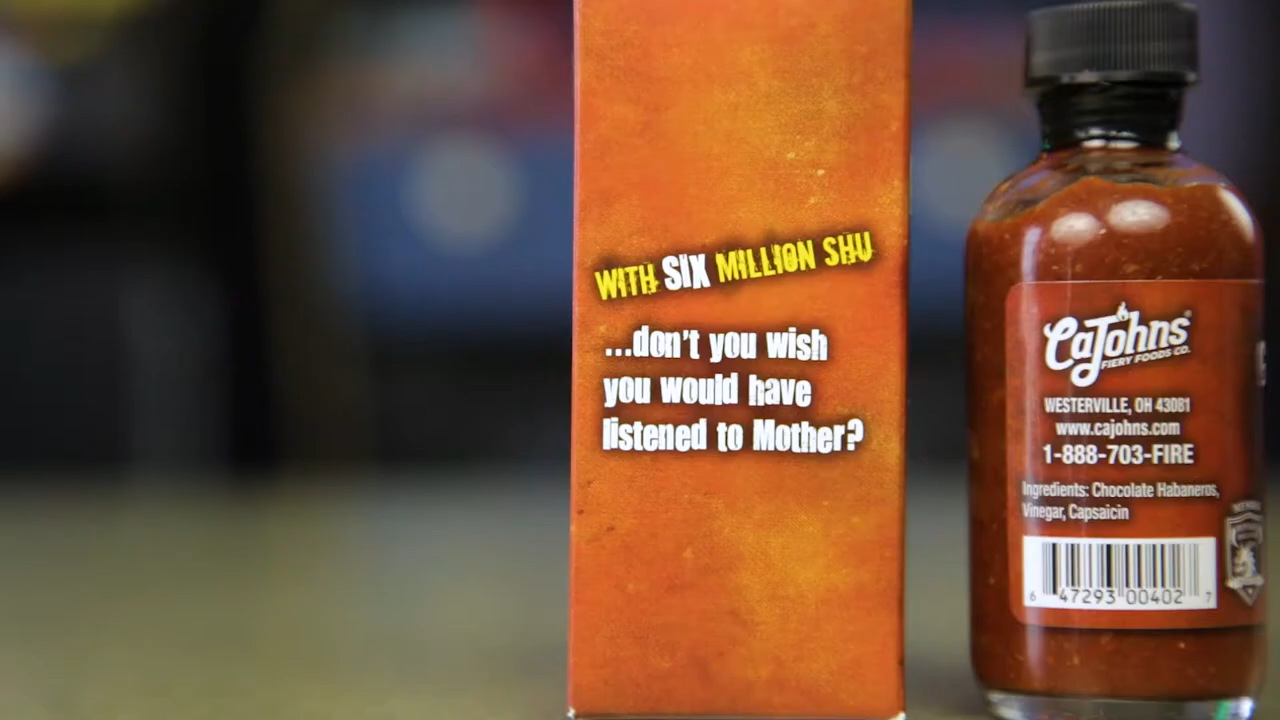 WITH SIX MILLION SHU
...don't you wish
you would have
listened to Mother?
CaJohns®
FIERY FOODS CO.
WESTERVILLE, OH 43081
www.cajohns.com
1-888-703-FIRE
Ingredients: Chocolate Habaneros,
Vinegar, Capsaicin
6 47293 00402 7